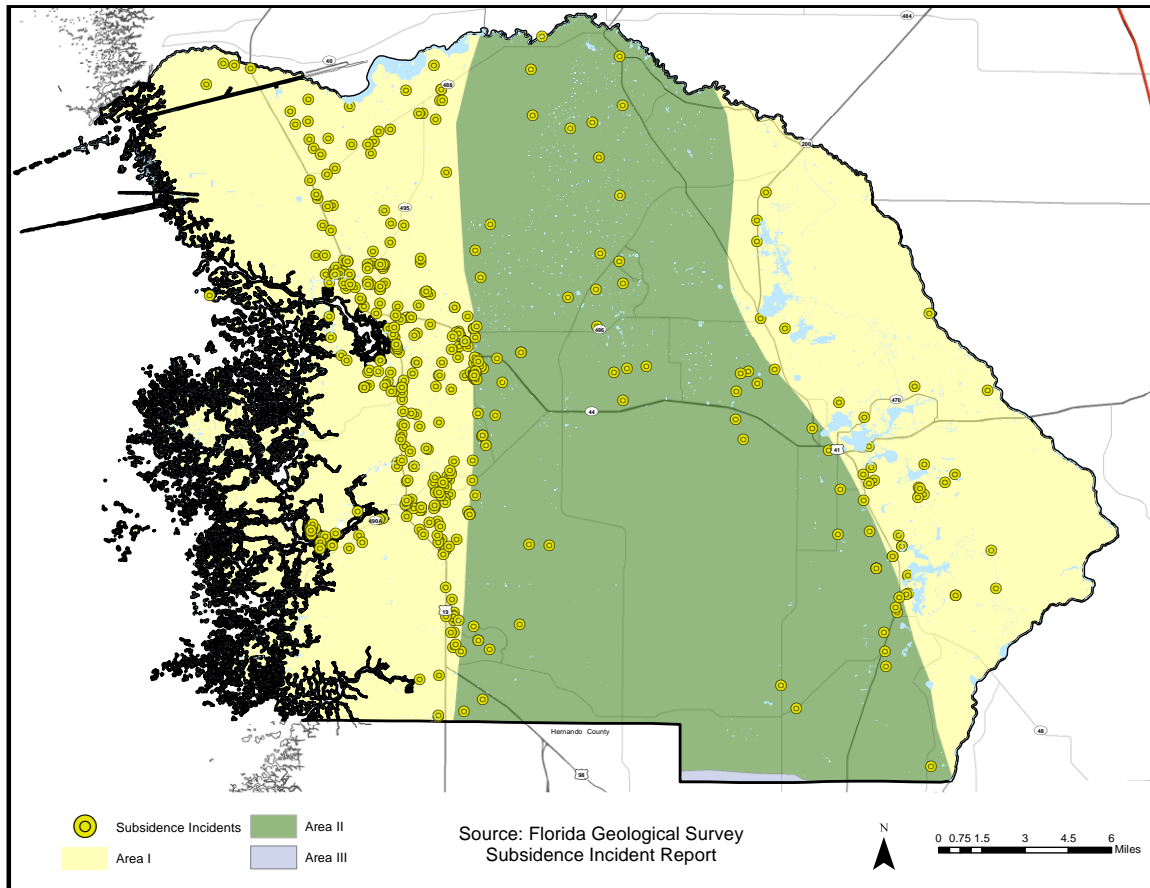 484
40
488
200
495
486
470
44
41
490A
19
48
Hernando County
98
Subsidence Incidents
Area I
Area II
Area III
Source: Florida Geological Survey
Subsidence Incident Report
N
0 0.75 1.5 3 4.5 6
Miles